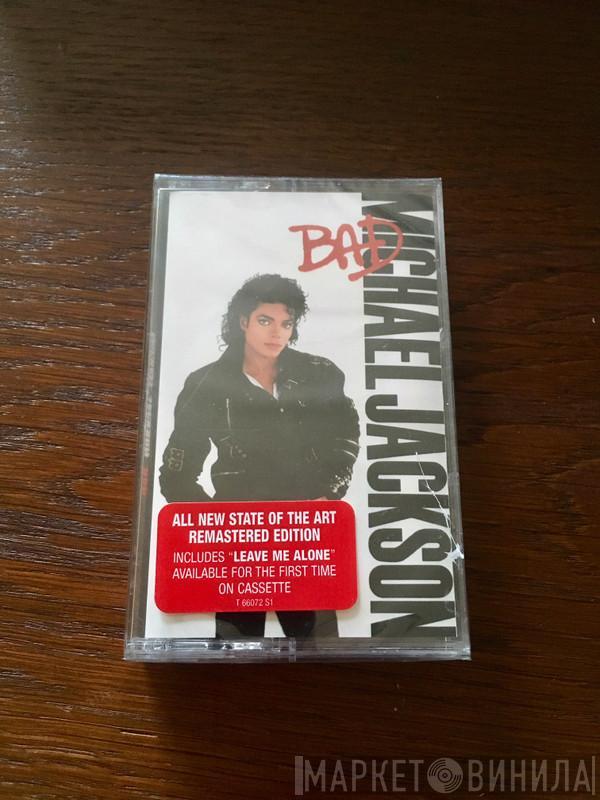 BAD
MICHAEL JACKSON
ALL NEW STATE OF THE ART
REMASTERED EDITION
INCLUDES “LEAVE ME ALONE”
AVAILABLE FOR THE FIRST TIME
ON CASSETTE
T 66072 S1
МАРКЕТ ВИНИЛА